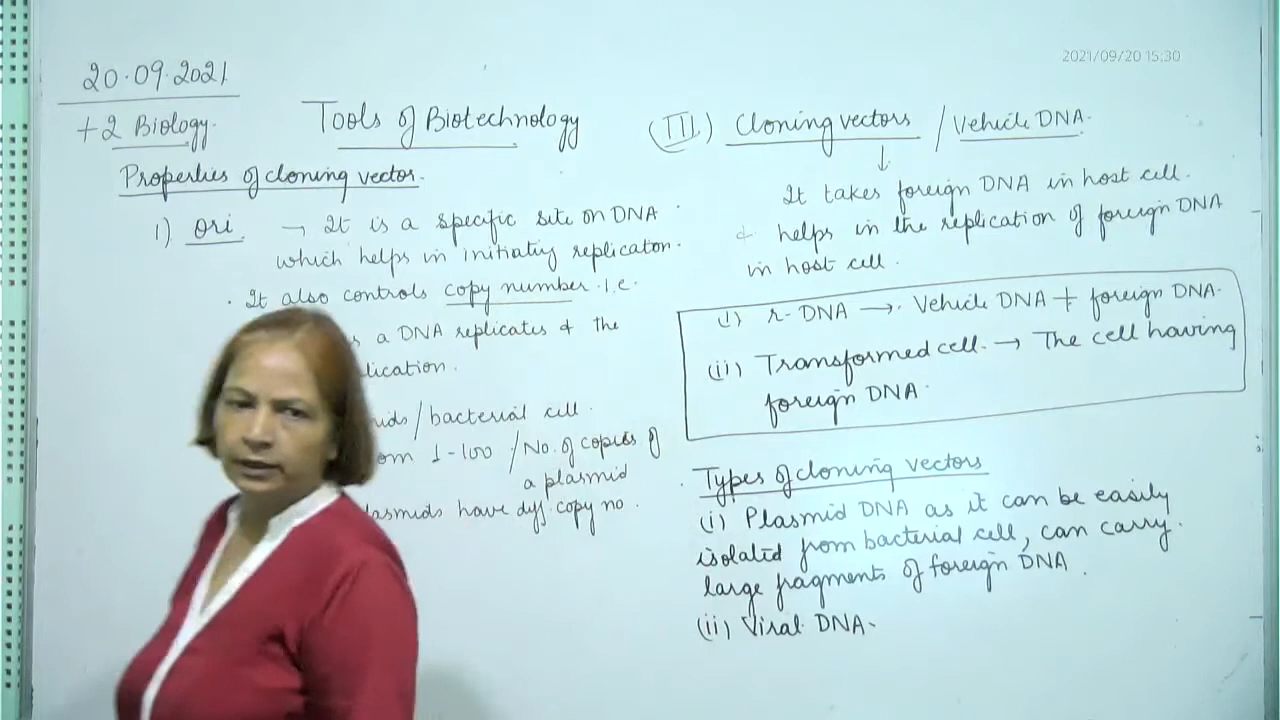 2021/09/20 15:30
20.09.2021
+2 Biology.
Tools of Biotechnology
Properties of cloning vector.
1) ori. → It is a specific site on DNA
which helps in initiating replicaton.
. It also controls copy number i.e.
a DNA replicates & the
lication.
ids/bacterial cell.
om 1-100 / No. of copies of
a plasmid
lasmids have diff. copy no.
(III.) Cloning vectors / Vehicle DNA.
↓
It takes foreign DNA in host cell.
& helps in the replication of foreign DNA
in host cell.
(i) r-DNA → Vehicle DNA + foreign DNA.
(ii) Transformed cell. → The cell having
foreign DNA.
Types of cloning vectors
(i) Plasmid DNA as it can be easily
isolated from bacterial cell, can carry.
large fragments of foreign DNA.
(ii) Viral DNA-